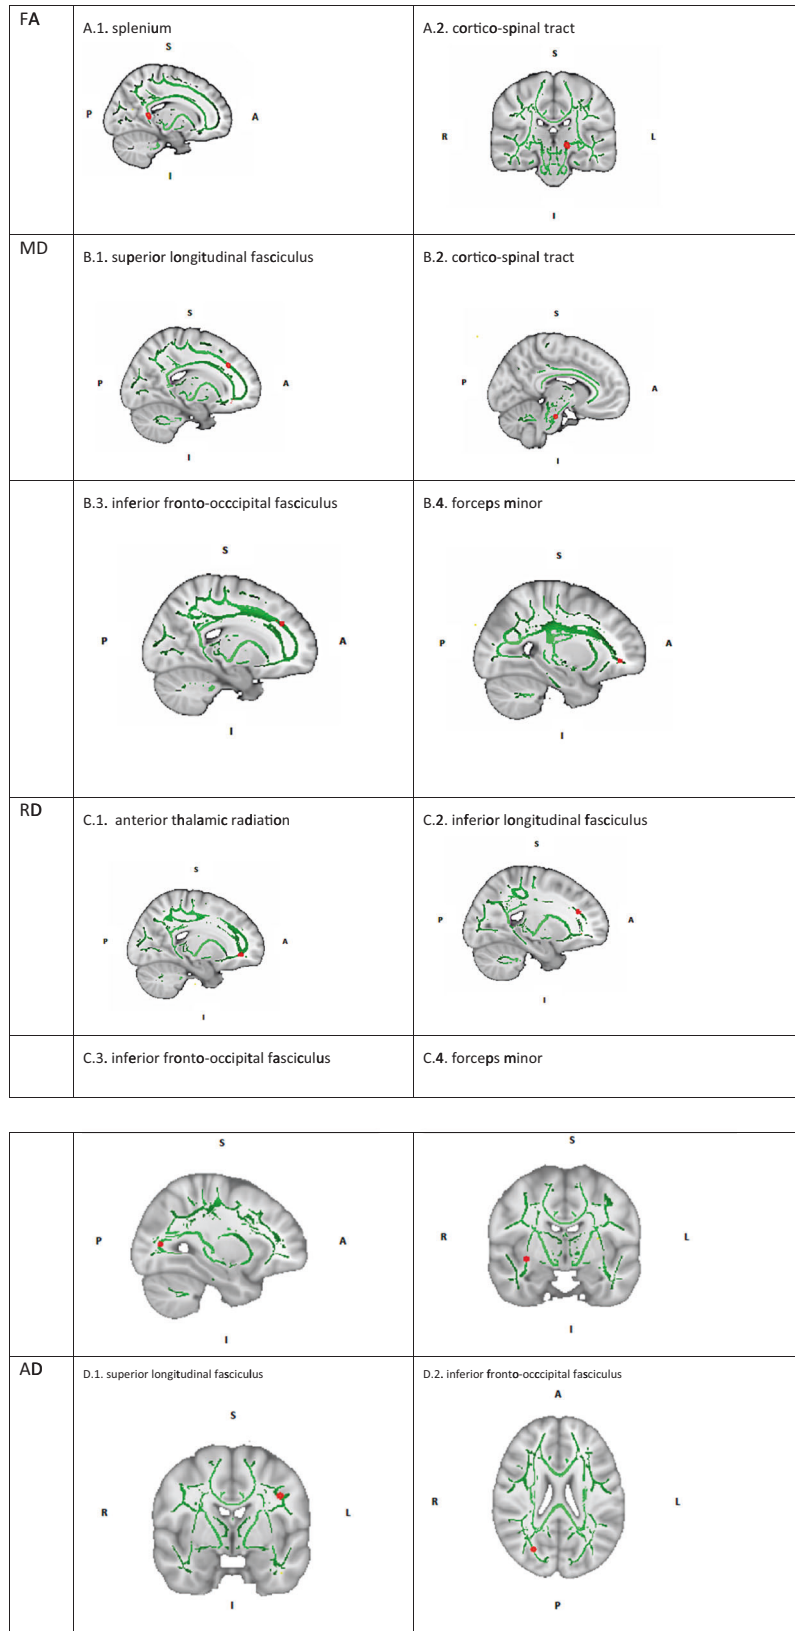 FA
A.1. splenium
S
P
A
I
A.2. cortico-spinal tract
S
R
L
I
MD
B.1. superior longitudinal fasciculus
S
P
A
I
B.2. cortico-spinal tract
S
P
A
I
B.3. inferior fronto-occcipital fasciculus
S
P
A
I
B.4. forceps minor
S
P
A
I
RD
C.1. anterior thalamic radiation
S
P
A
I
C.2. inferior longitudinal fasciculus
S
P
A
I
C.3. inferior fronto-occipital fasciculus
C.4. forceps minor
S
P
A
I
S
R
L
I
AD
D.1. superior longitudinal fasciculus
S
R
L
I
D.2. inferior fronto-occcipital fasciculus
A
R
L
P